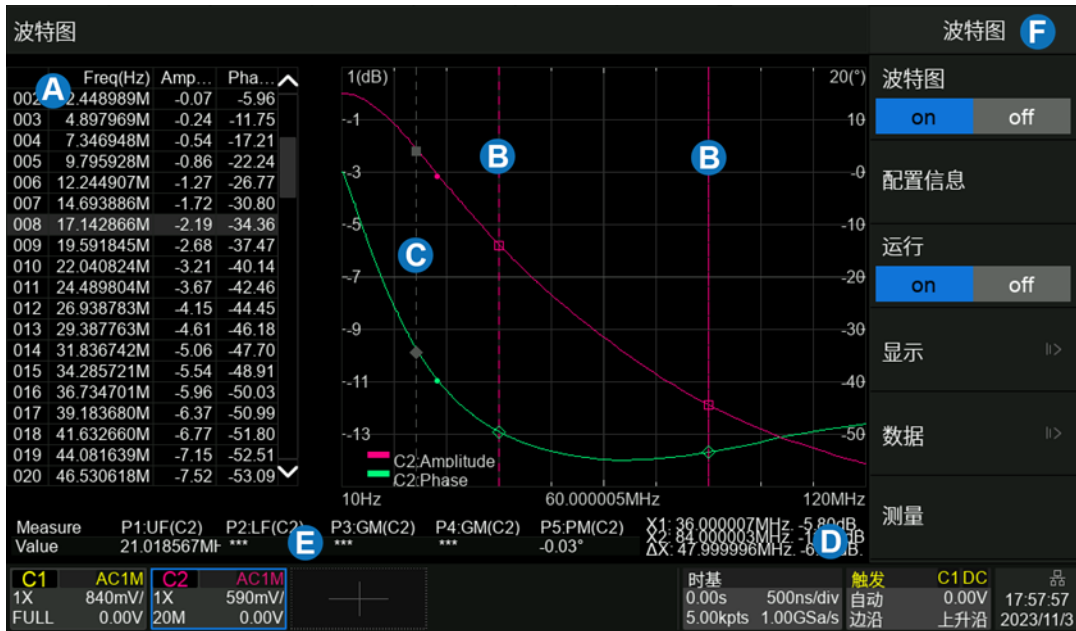 波特图
波特图 F
A
Freq(Hz) Amp... Pha...
002 2.448989M -0.07 -5.96
003 4.897969M -0.24 -11.75
004 7.346948M -0.54 -17.21
005 9.795928M -0.86 -22.24
006 12.244907M -1.27 -26.77
007 14.693886M -1.72 -30.80
008 17.142866M -2.19 -34.36
009 19.591845M -2.68 -37.47
010 22.040824M -3.21 -40.14
011 24.489804M -3.67 -42.46
012 26.938783M -4.15 -44.45
013 29.387763M -4.61 -46.18
014 31.836742M -5.06 -47.70
015 34.285721M -5.54 -48.91
016 36.734701M -5.96 -50.03
017 39.183680M -6.37 -50.99
018 41.632660M -6.77 -51.80
019 44.081639M -7.15 -52.51
020 46.530618M -7.52 -53.09
1(dB) 20(°)
-1 10
B B
-3 -0
-5 -10
C
-7 -20
-9 -30
-11 -40
-13 -50
C2:Amplitude
C2:Phase
10Hz 60.000005MHz 120MHz
波特图
on off
配置信息
运行
on off
显示
数据
测量
Measure P1:UF(C2) P2:LF(C2) P3:GM(C2) P4:GM(C2) P5:PM(C2)
Value 21.018567MH *** *** *** -0.03°
E
X1: 36.000007MHz. -5.80dB
X2: 84.000003MHz. -1
ΔX: 47.999996MHz. -6
D
C1 AC1M
1X 840mV/
FULL 0.00V
C2 AC1M
1X 590mV/
20M 0.00V
时基
0.00s 500ns/div
5.00kpts 1.00GSa/s
触发 C1 DC
自动 0.00V
边沿 上升沿
17:57:57
2023/11/3